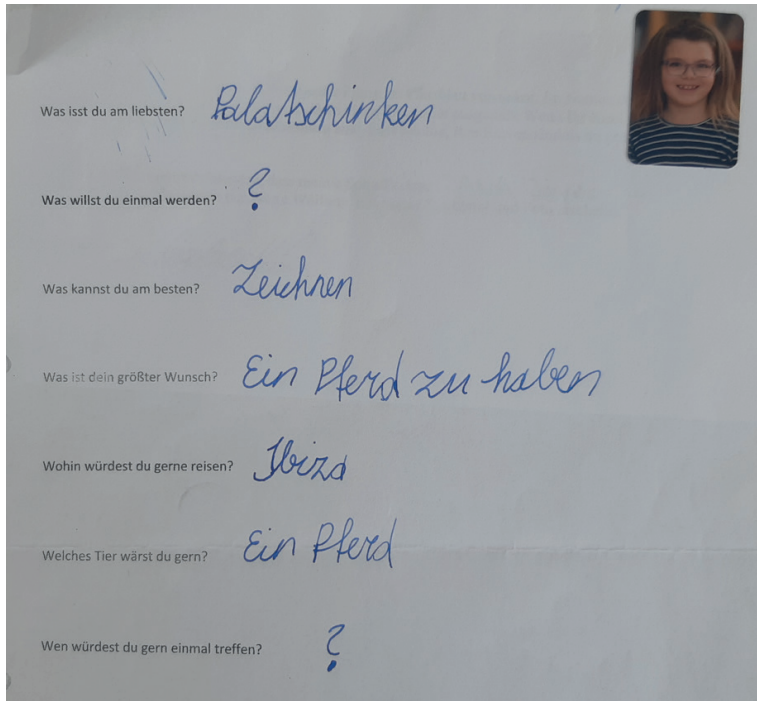 Was isst du am liebsten? Palatschinken
Was willst du einmal werden? ?
Was kannst du am besten? Zeichnen
Was ist dein größter Wunsch? Ein Pferd zu haben
Wohin würdest du gerne reisen? Ibiza
Welches Tier wärst du gern? Ein Pferd
Wen würdest du gern einmal treffen? ?